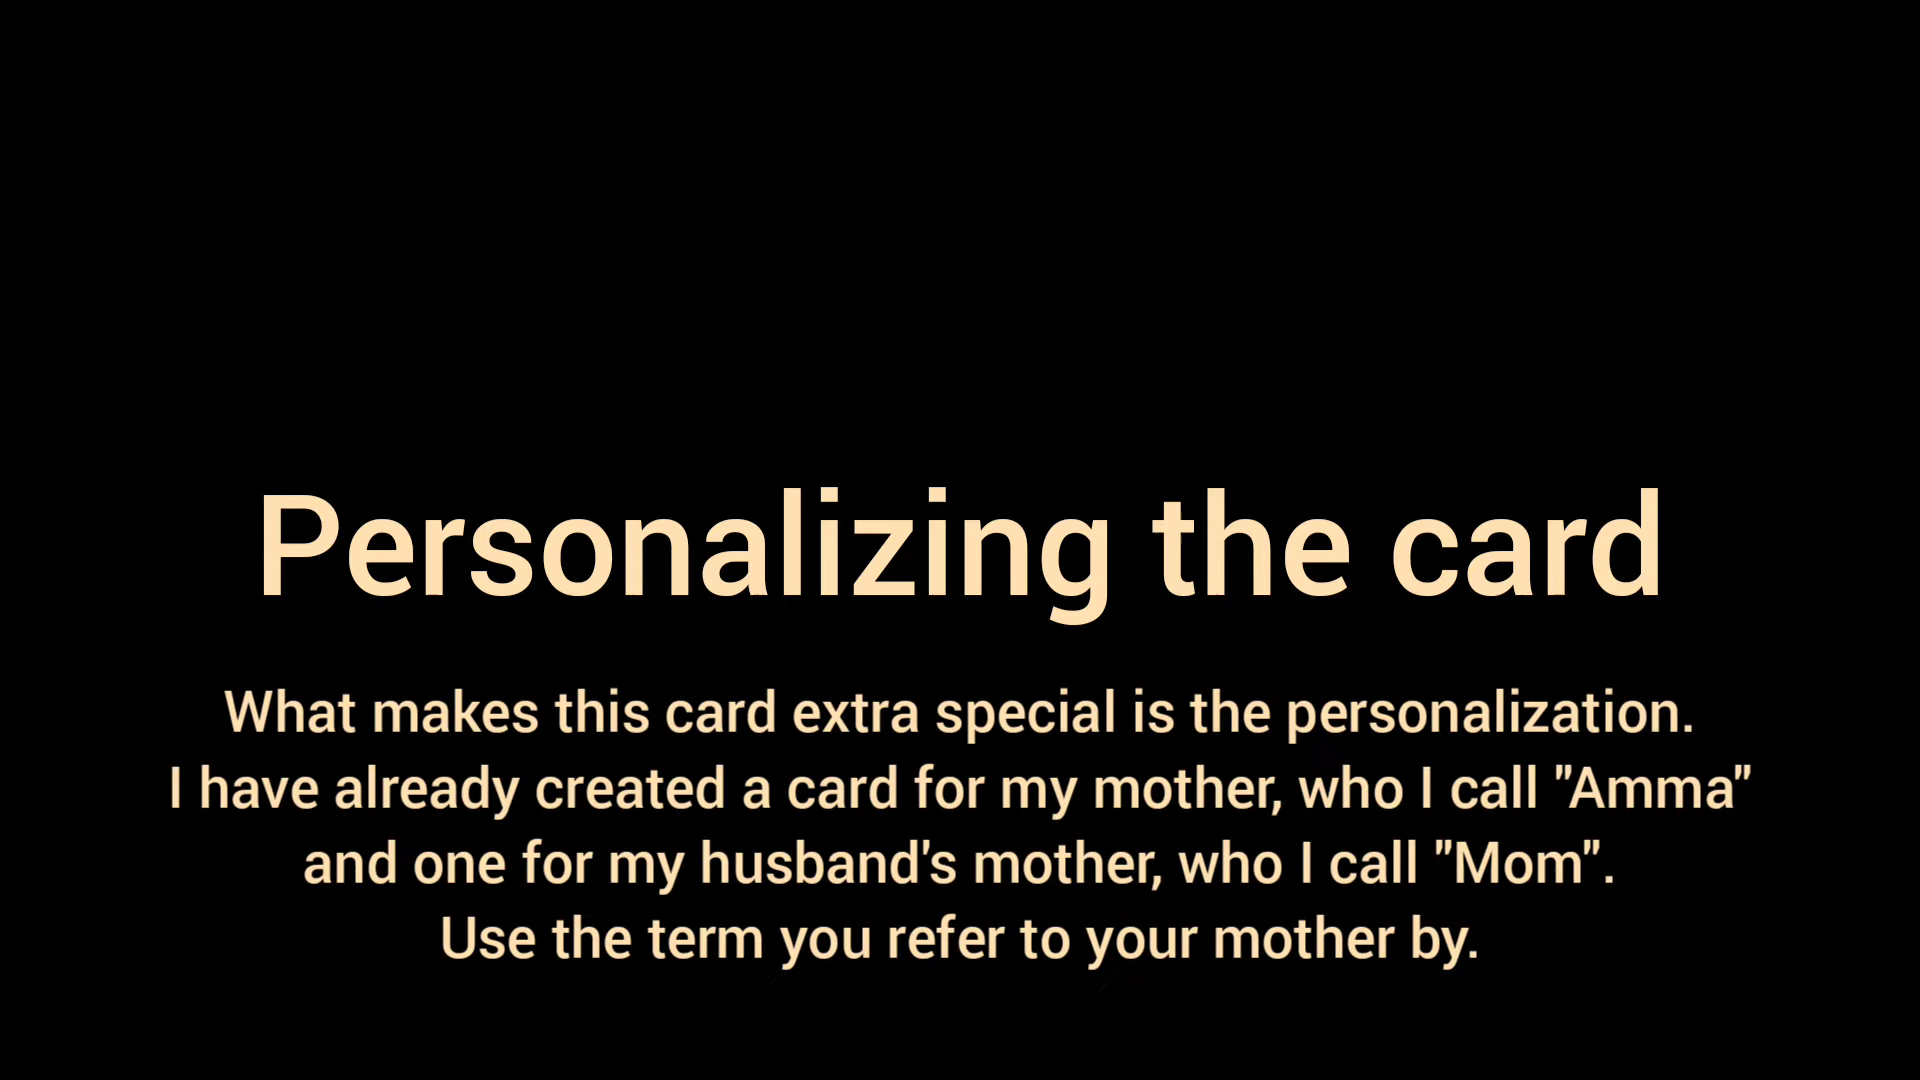 Personalizing the card
What makes this card extra special is the personalization.
I have already created a card for my mother, who I call "Amma"
and one for my husband's mother, who I call "Mom".
Use the term you refer to your mother by.